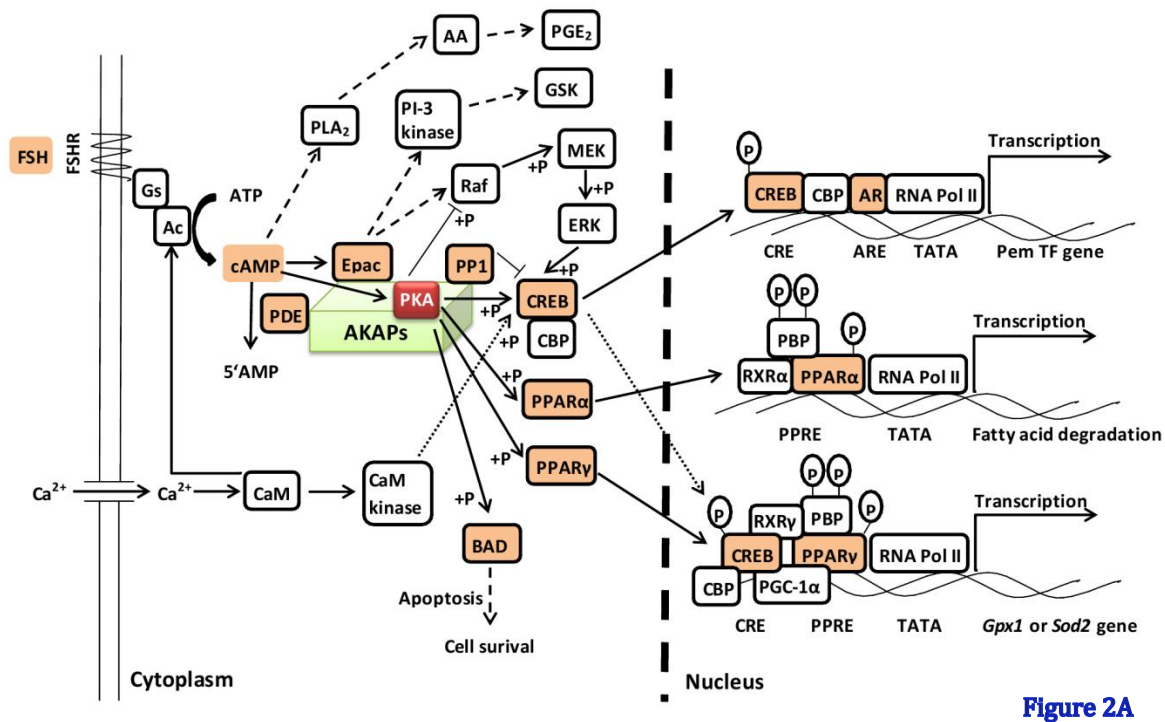 AA
PGE₂
PLA₂
PI-3
kinase
GSK
FSH
FSHR
Gs
Ac
ATP
Raf
+P
MEK
+P
+P
ERK
cAMP
Epac
PP1
+P
PDE
PKA
AKAPs
+P
CREB
+P
CBP
5‘AMP
+P
PPARα
+P
PPARγ
Ca²⁺
Ca²⁺
CaM
CaM
kinase
+P
BAD
Apoptosis
Cell surival
Cytoplasm
Nucleus
P
Transcription
CREB
CBP
AR
RNA Pol II
CRE
ARE
TATA
Pem TF gene
P
P
PBP
P
Transcription
RXRα
PPARα
RNA Pol II
PPRE
TATA
Fatty acid degradation
P
P
P
RXRγ
PBP
P
Transcription
CREB
PPARγ
RNA Pol II
CBP
PGC-1α
CRE
PPRE
TATA
Gpx1 or Sod2 gene
Figure 2A